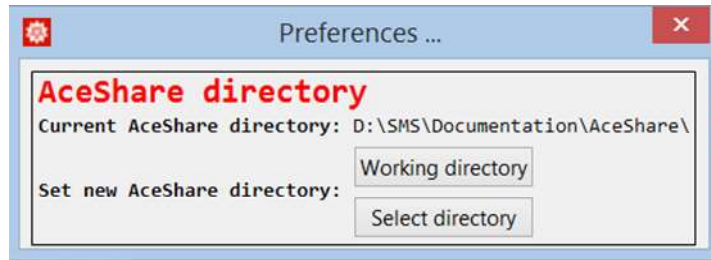 Preferences ...
AceShare directory
Current AceShare directory: D:\SMS\Documentation\AceShare\
Working directory
Set new AceShare directory:
Select directory